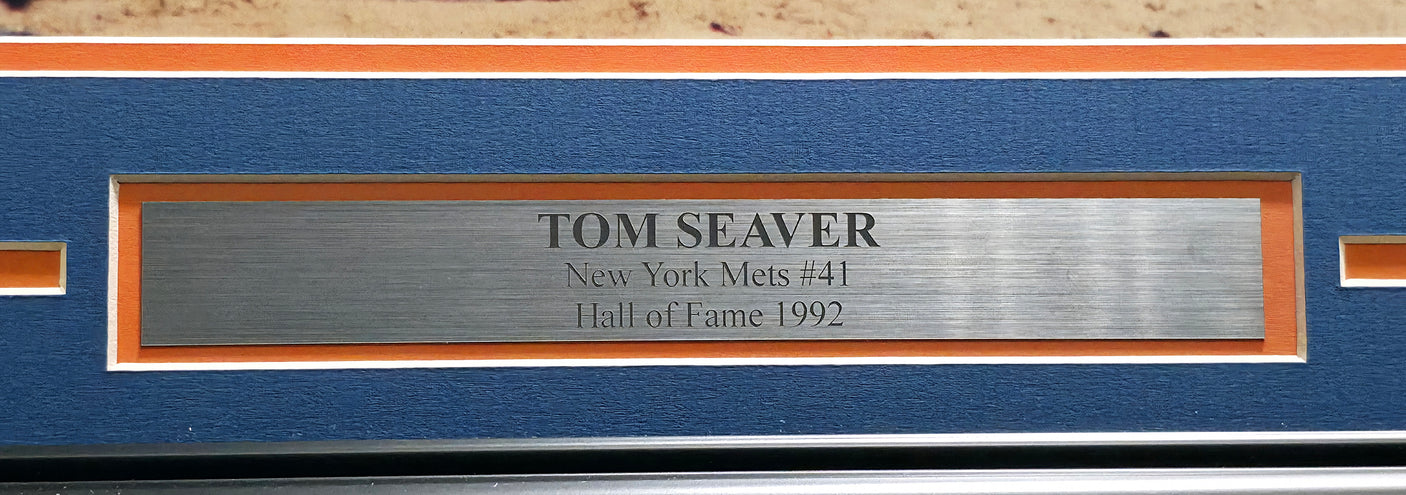 TOM SEAVER
New York Mets #41
Hall of Fame 1992